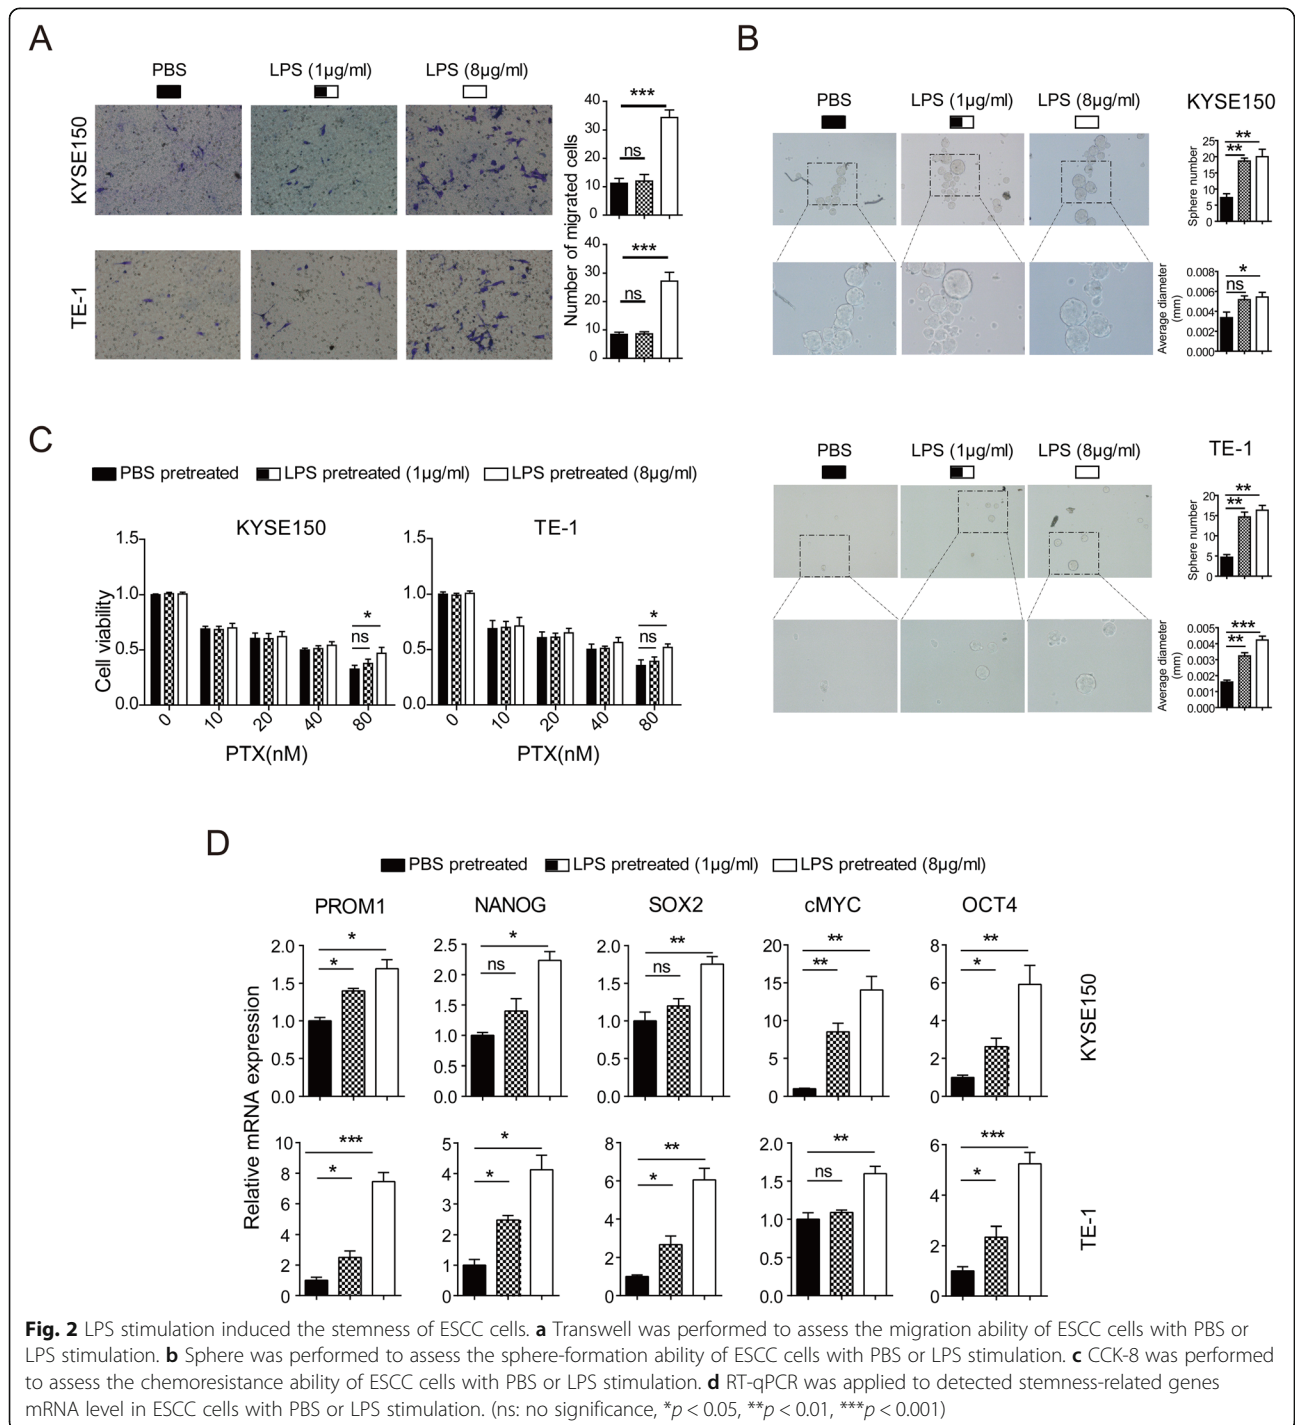 A
PBS
LPS (1µg/ml)
LPS (8µg/ml)
KYSE150
TE-1
Number of migrated cells
***
ns
40
30
20
10
0
***
ns
40
30
20
10
0
B
PBS
LPS (1µg/ml)
LPS (8µg/ml)
KYSE150
Sphere number
**
**
25
20
15
10
5
0
Average diameter
(mm)
*
ns
0.008
0.006
0.004
0.002
0.000
PBS
LPS (1µg/ml)
LPS (8µg/ml)
TE-1
Sphere number
**
**
20
15
10
5
0
Average diameter
(mm)
***
**
0.005
0.004
0.003
0.002
0.001
0.000
C
PBS pretreated
LPS pretreated (1µg/ml)
LPS pretreated (8µg/ml)
KYSE150
Cell viability
1.5
1.0
0.5
0.0
*
ns
0
10
20
40
80
PTX(nM)
TE-1
1.5
1.0
0.5
0.0
*
ns
0
10
20
40
80
PTX(nM)
D
PBS pretreated
LPS pretreated (1µg/ml)
LPS pretreated (8µg/ml)
Relative mRNA expression
PROM1
NANOG
SOX2
cMYC
OCT4
*
*
2.0
1.5
1.0
0.5
0.0
*
ns
2.5
2.0
1.5
1.0
0.5
0.0
**
ns
2.0
1.5
1.0
0.5
0.0
**
**
20
15
10
5
0
**
*
8
6
4
2
0
KYSE150
***
*
10
8
6
4
2
0
*
*
5
4
3
2
1
0
**
*
8
6
4
2
0
**
ns
2.0
1.5
1.0
0.5
0.0
***
*
6
4
2
0
TE-1
Fig. 2 LPS stimulation induced the stemness of ESCC cells. a Transwell was performed to assess the migration ability of ESCC cells with PBS or
LPS stimulation. b Sphere was performed to assess the sphere-formation ability of ESCC cells with PBS or LPS stimulation. c CCK-8 was performed
to assess the chemoresistance ability of ESCC cells with PBS or LPS stimulation. d RT-qPCR was applied to detected stemness-related genes
mRNA level in ESCC cells with PBS or LPS stimulation. (ns: no significance, *p < 0.05, **p < 0.01, ***p < 0.001)